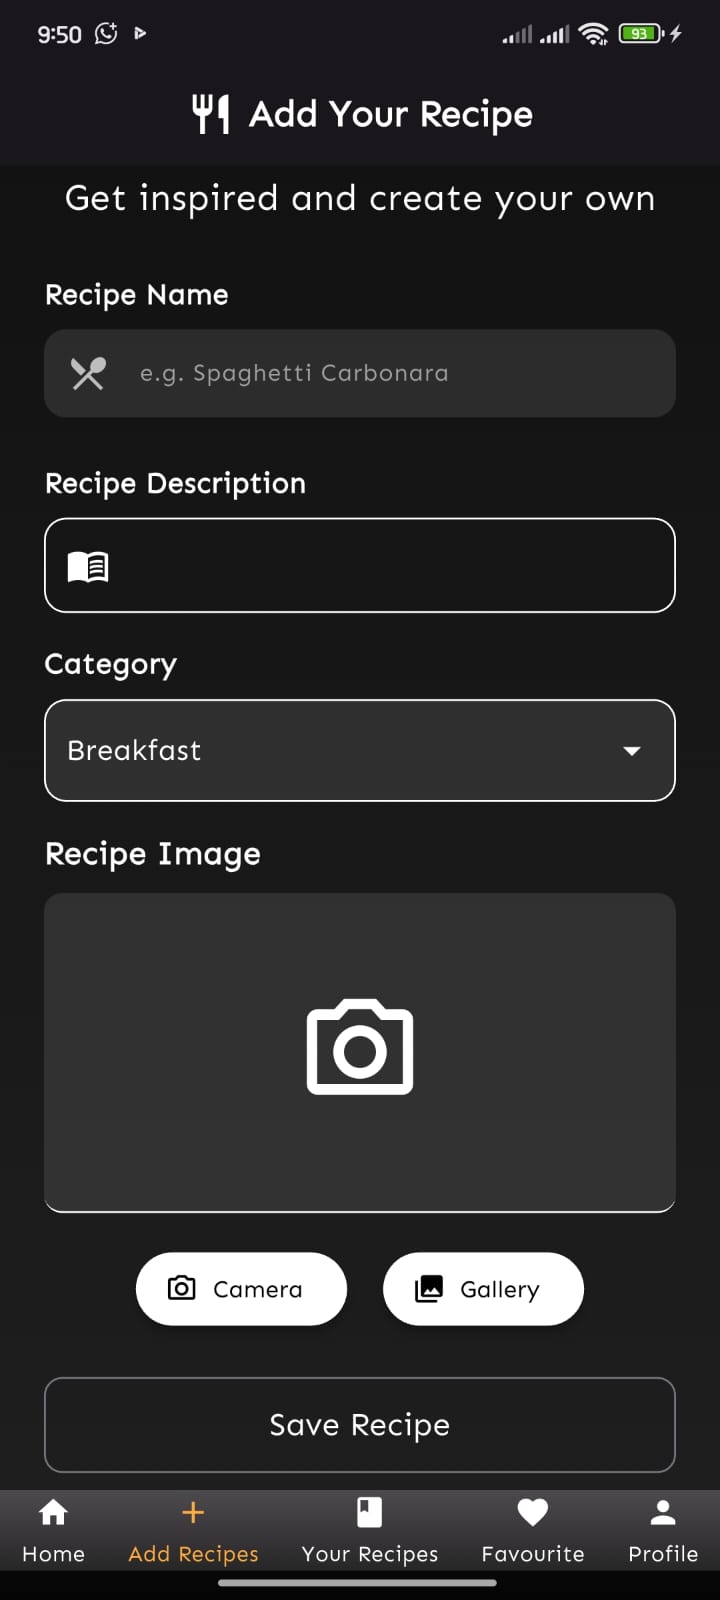 9:50
93
Add Your Recipe
Get inspired and create your own
Recipe Name
e.g. Spaghetti Carbonara
Recipe Description
Category
Breakfast
Recipe Image
Camera Gallery
Save Recipe
Home Add Recipes Your Recipes Favourite Profile